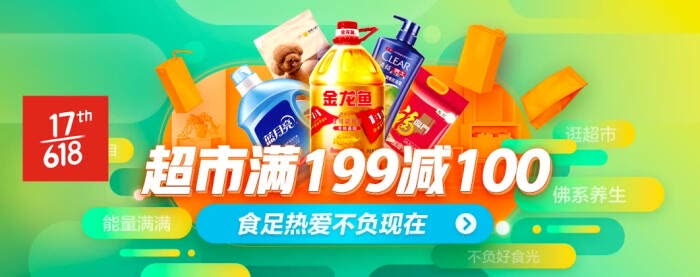 17th
618
金龙鱼
CLEAR
蓝月亮
福
逛超市
超市满199减100
佛系养生
能量满满
食足热爱不负现在
不负好食光